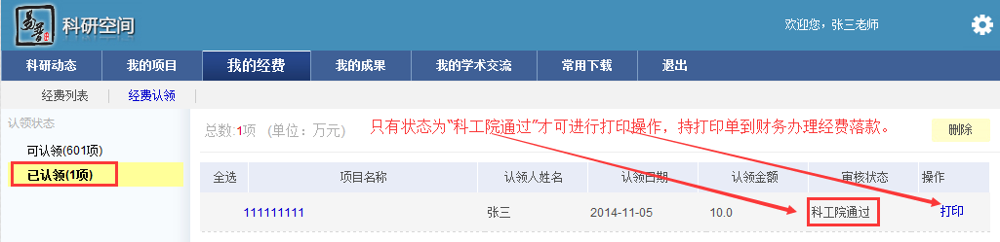 易普 科研空间
欢迎您，张三老师
科研动态 我的项目 我的经费 我的成果 我的学术交流 常用下载 退出
经费列表 经费认领
认领状态
可认领(601项)
已认领(1项)
总数:1项 (单位：万元) 只有状态为“科工院通过”才可进行打印操作，持打印单到财务办理经费落款。 删除
全选 项目名称 认领人姓名 认领日期 认领金额 审核状态 操作
111111111 张三 2014-11-05 10.0 科工院通过 打印